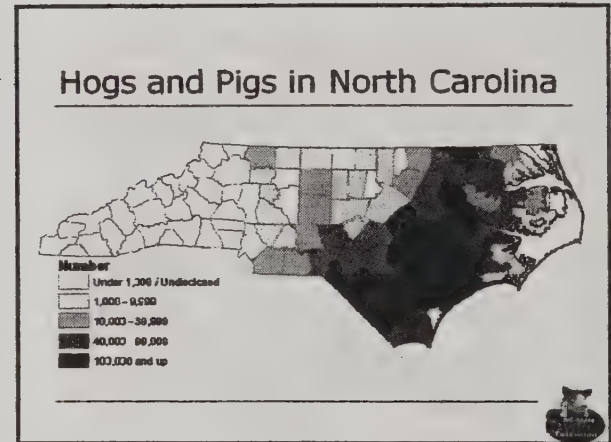 Hogs and Pigs in North Carolina
Number
Under 1,300 / Undisclosed
1,000 - 9,999
10,000 - 39,999
40,000 99,999
100,000 and up